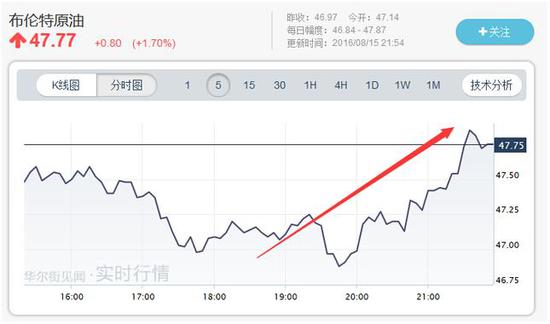 布伦特原油
47.77
+0.80 (+1.70%)
昨收：46.97 今开：47.14
每日幅度：46.84 - 47.87
更新时间：2016/08/15 21:54
+关注
K线图 分时图 1 5 15 30 1H 4H 1D 1W 1M 技术分析
47.75
47.50
47.25
47.00
46.75
华尔街见闻·实时行情
16:00 17:00 18:00 19:00 20:00 21:00